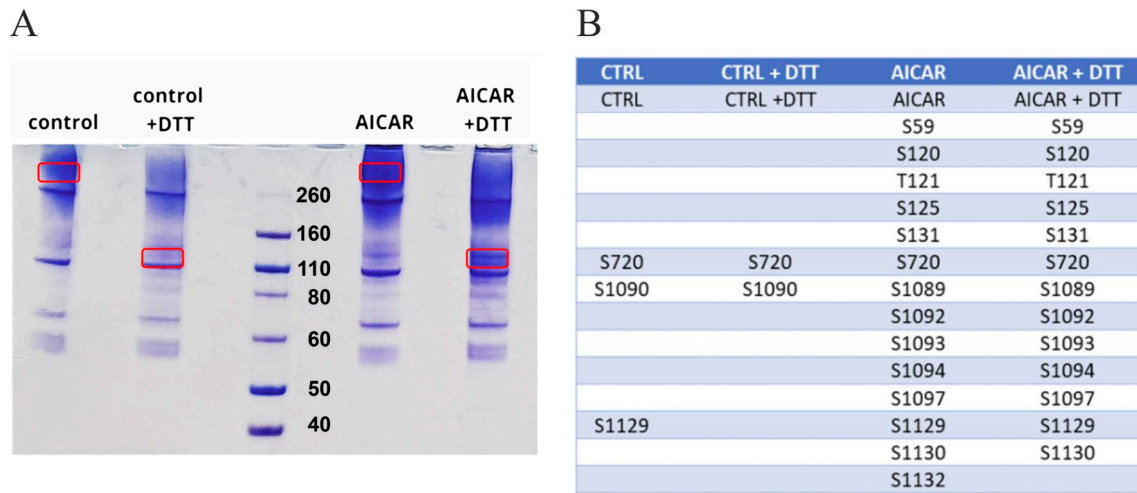 A
control
control
+DTT
AICAR
AICAR
+DTT
260
160
110
80
60
50
40
B
CTRL CTRL + DTT AICAR AICAR + DTT
CTRL CTRL +DTT AICAR AICAR + DTT
S59 S59
S120 S120
T121 T121
S125 S125
S131 S131
S720 S720 S720 S720
S1090 S1090 S1089 S1089
S1092 S1092
S1093 S1093
S1094 S1094
S1097 S1097
S1129 S1129 S1129
S1130 S1130
S1132